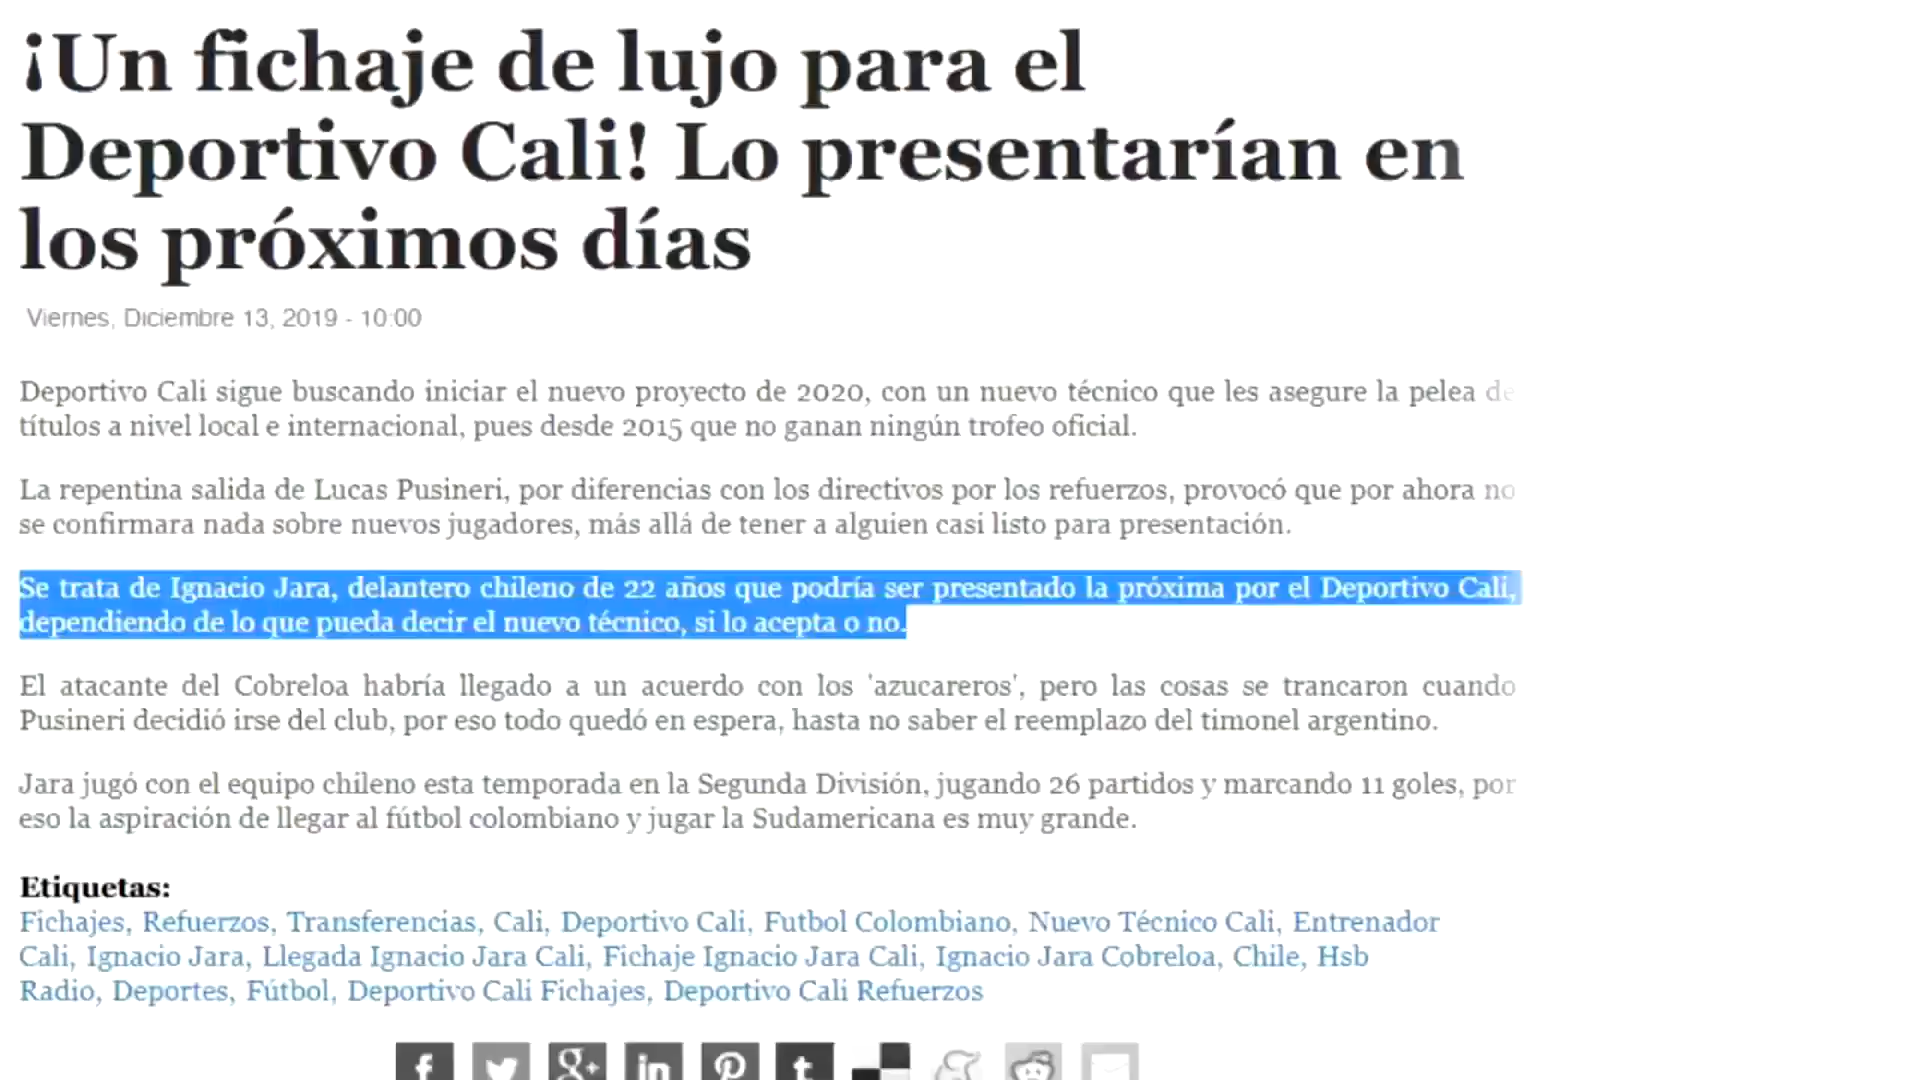 ¡Un fichaje de lujo para el
Deportivo Cali! Lo presentarían en
los próximos días
Viernes, Diciembre 13, 2019 - 10:00
Deportivo Cali sigue buscando iniciar el nuevo proyecto de 2020, con un nuevo técnico que les asegure la pelea de
títulos a nivel local e internacional, pues desde 2015 que no ganan ningún trofeo oficial.
La repentina salida de Lucas Pusineri, por diferencias con los directivos por los refuerzos, provocó que por ahora no
se confirmara nada sobre nuevos jugadores, más allá de tener a alguien casi listo para presentación.
Se trata de Ignacio Jara, delantero chileno de 22 años que podría ser presentado la próxima por el Deportivo Cali,
dependiendo de lo que pueda decir el nuevo técnico, si lo acepta o no.
El atacante del Cobreloa habría llegado a un acuerdo con los 'azucareros', pero las cosas se trancaron cuando
Pusineri decidió irse del club, por eso todo quedó en espera, hasta no saber el reemplazo del timonel argentino.
Jara jugó con el equipo chileno esta temporada en la Segunda División, jugando 26 partidos y marcando 11 goles, por
eso la aspiración de llegar al fútbol colombiano y jugar la Sudamericana es muy grande.
Etiquetas:
Fichajes, Refuerzos, Transferencias, Cali, Deportivo Cali, Futbol Colombiano, Nuevo Técnico Cali, Entrenador
Cali, Ignacio Jara, Llegada Ignacio Jara Cali, Fichaje Ignacio Jara Cali, Ignacio Jara Cobreloa, Chile, Hsb
Radio, Deportes, Fútbol, Deportivo Cali Fichajes, Deportivo Cali Refuerzos